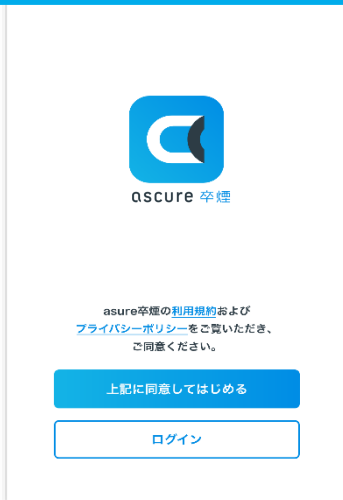 ascure 卒煙
asure卒煙の利用規約および
プライバシーポリシーをご覧いただき、
ご同意ください。
上記に同意してはじめる
ログイン